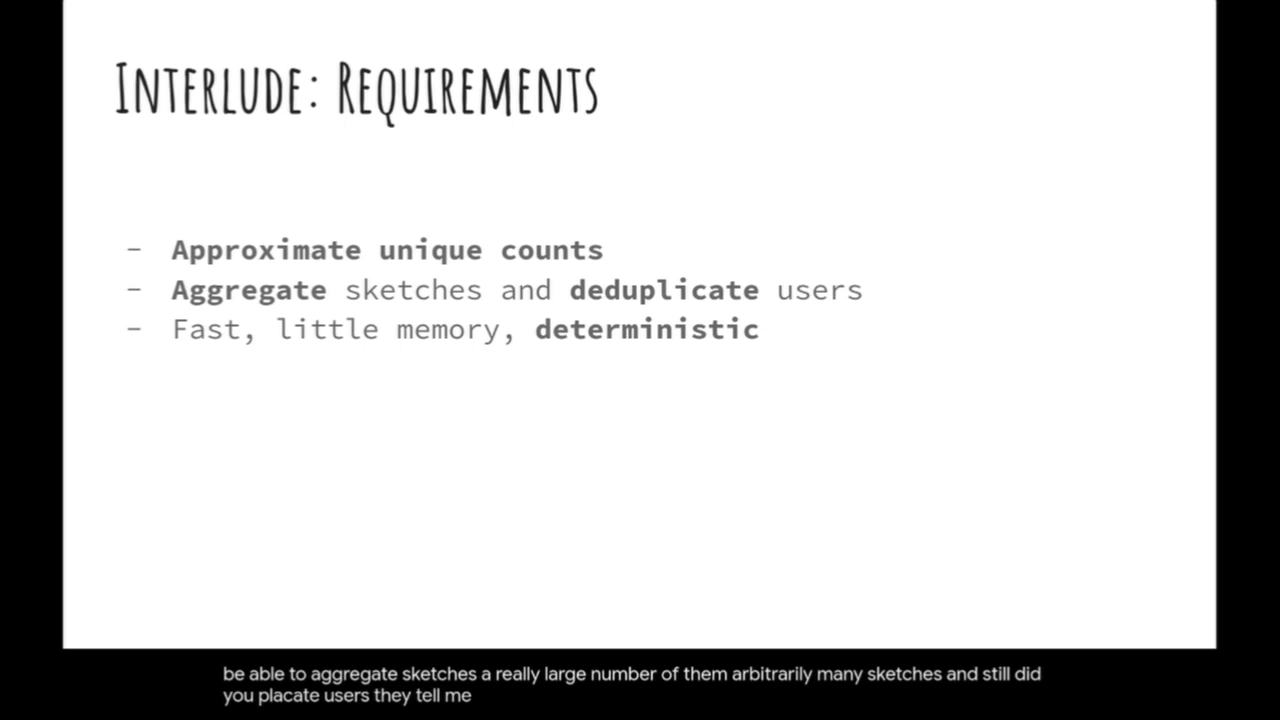 Interlude: Requirements
- Approximate unique counts
- Aggregate sketches and deduplicate users
- Fast, little memory, deterministic
be able to aggregate sketches a really large number of them arbitrarily many sketches and still did
you placate users they tell me